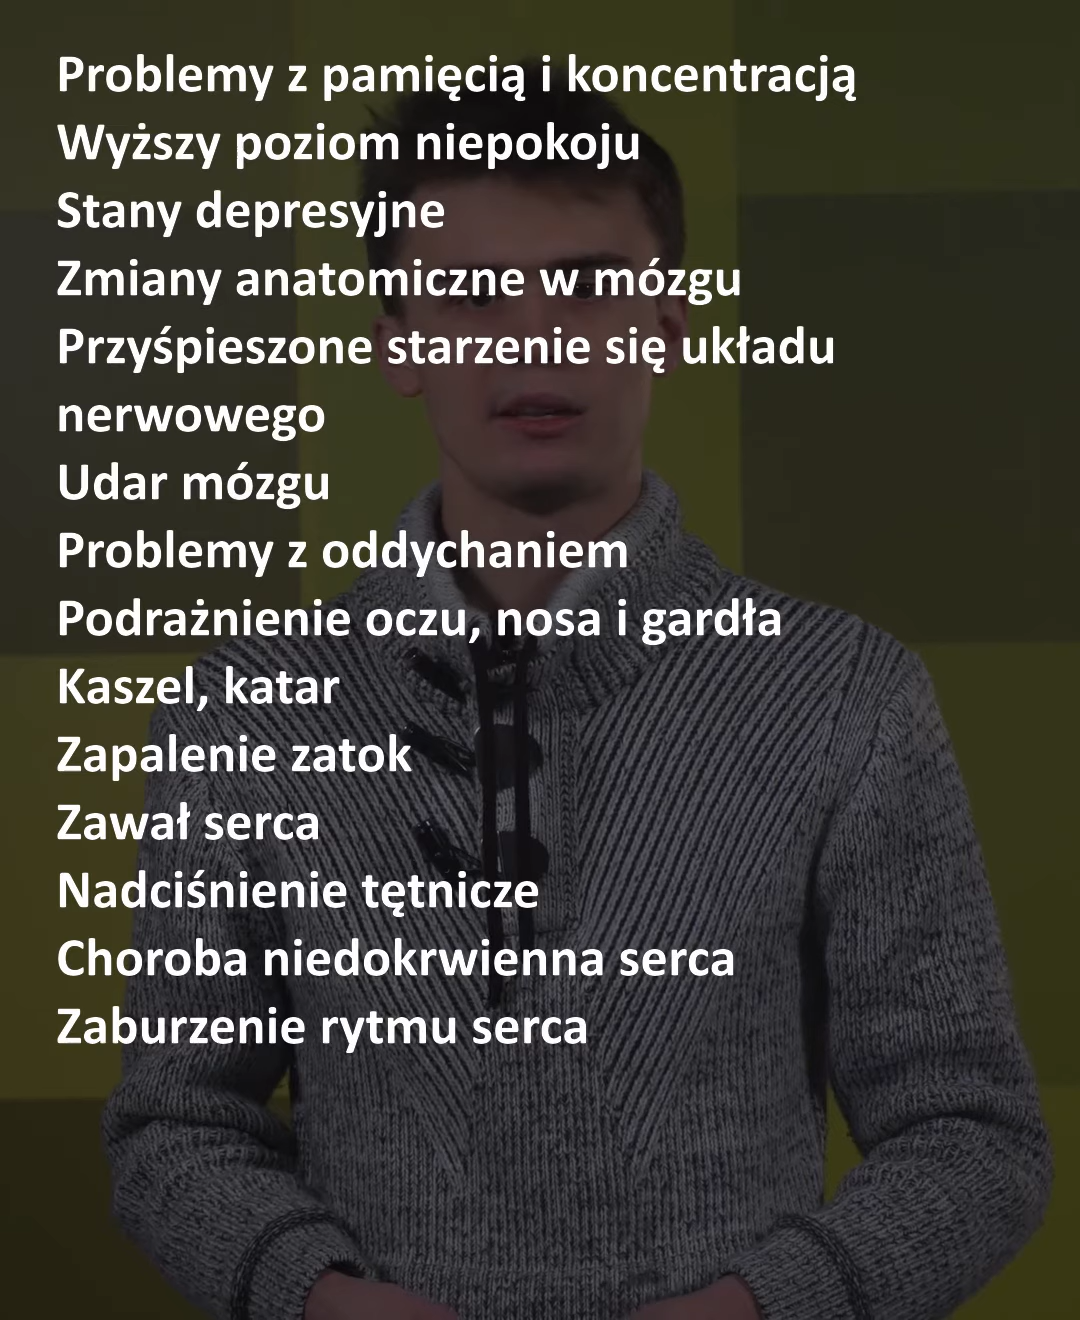 Problemy z pamięcią i koncentracją
Wyższy poziom niepokoju
Stany depresyjne
Zmiany anatomiczne w mózgu
Przyśpieszone starzenie się układu
nerwowego
Udar mózgu
Problemy z oddychaniem
Podrażnienie oczu, nosa i gardła
Kaszel, katar
Zapalenie zatok
Zawał serca
Nadciśnienie tętnicze
Choroba niedokrwienna serca
Zaburzenie rytmu serca